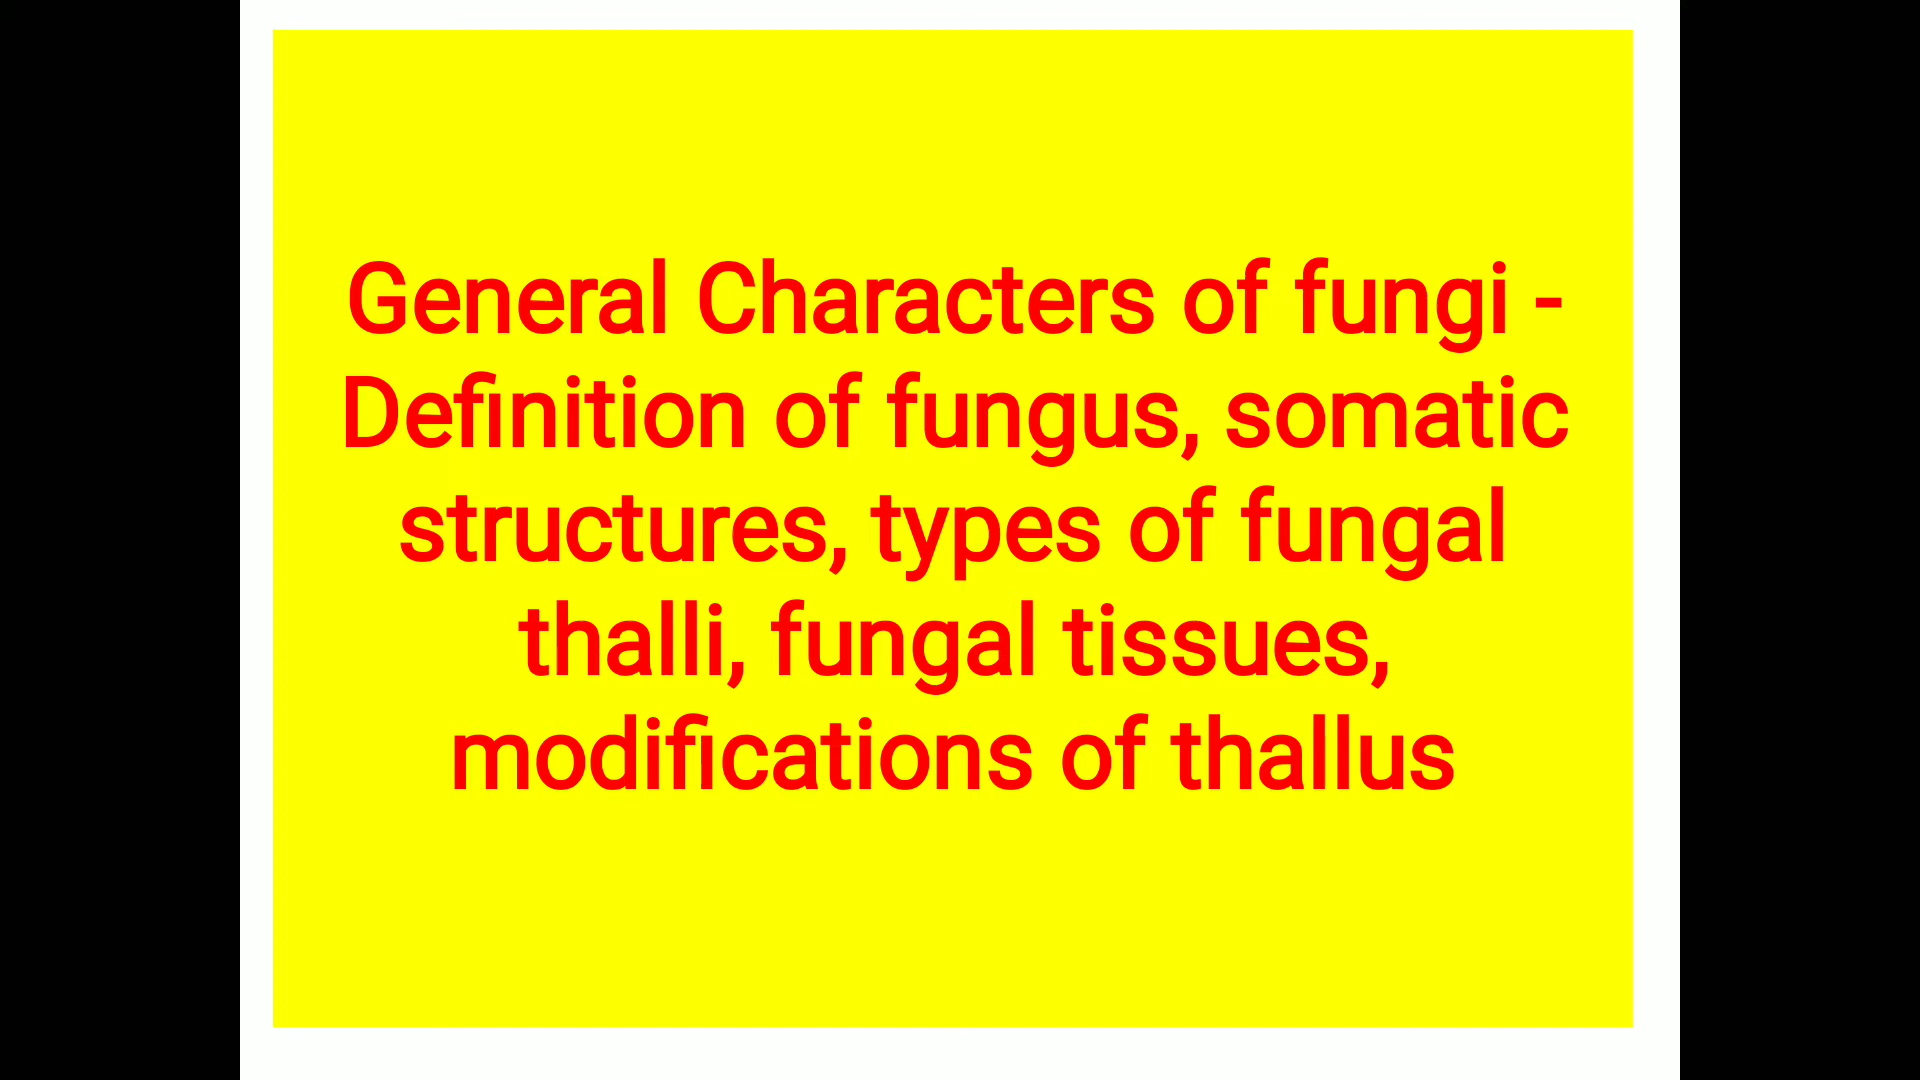 General Characters of fungi -
Definition of fungus, somatic
structures, types of fungal
thalli, fungal tissues,
modifications of thallus